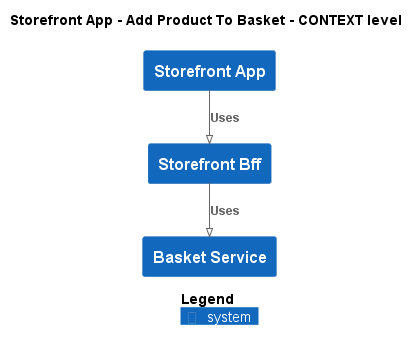 Storefront App - Add Product To Basket - CONTEXT level
Storefront App
Uses
Storefront Bff
Uses
Basket Service
Legend
system